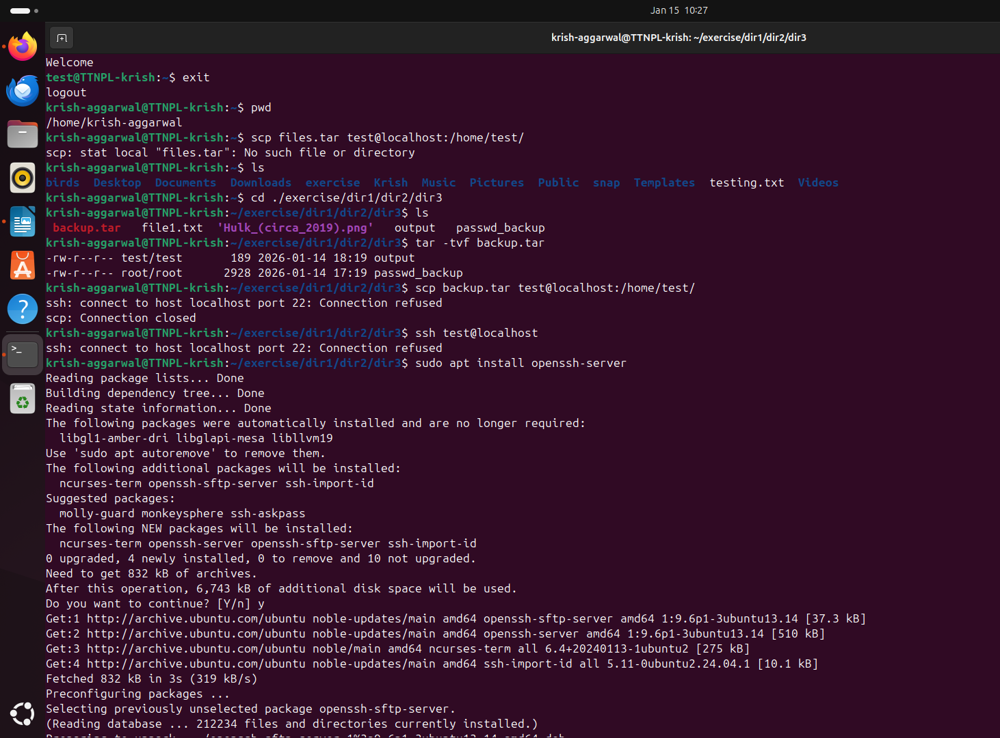 Jan 15 10:27
krish-aggarwal@TTNPL-krish: ~/exercise/dir1/dir2/dir3
Welcome
test@TTNPL-krish:~$ exit
logout
krish-aggarwal@TTNPL-krish:~$ pwd
/home/krish-aggarwal
krish-aggarwal@TTNPL-krish:~$ scp files.tar test@localhost:/home/test/
scp: stat local "files.tar": No such file or directory
krish-aggarwal@TTNPL-krish:~$ ls
birds  Desktop  Documents  Downloads  exercise  Krish  Music  Pictures  Public  snap  Templates  testing.txt  Videos
krish-aggarwal@TTNPL-krish:~$ cd ./exercise/dir1/dir2/dir3
krish-aggarwal@TTNPL-krish:~/exercise/dir1/dir2/dir3$ ls
 backup.tar   file1.txt  'Hulk_(circa_2019).png'   output   passwd_backup
krish-aggarwal@TTNPL-krish:~/exercise/dir1/dir2/dir3$ tar -tvf backup.tar
-rw-r--r-- test/test       189 2026-01-14 18:19 output
-rw-r--r-- root/root      2928 2026-01-14 17:19 passwd_backup
krish-aggarwal@TTNPL-krish:~/exercise/dir1/dir2/dir3$ scp backup.tar test@localhost:/home/test/
ssh: connect to host localhost port 22: Connection refused
scp: Connection closed
krish-aggarwal@TTNPL-krish:~/exercise/dir1/dir2/dir3$ ssh test@localhost
ssh: connect to host localhost port 22: Connection refused
krish-aggarwal@TTNPL-krish:~/exercise/dir1/dir2/dir3$ sudo apt install openssh-server
Reading package lists... Done
Building dependency tree... Done
Reading state information... Done
The following packages were automatically installed and are no longer required:
  libgl1-amber-dri libglapi-mesa libllvm19
Use 'sudo apt autoremove' to remove them.
The following additional packages will be installed:
  ncurses-term openssh-sftp-server ssh-import-id
Suggested packages:
  molly-guard monkeysphere ssh-askpass
The following NEW packages will be installed:
  ncurses-term openssh-server openssh-sftp-server ssh-import-id
0 upgraded, 4 newly installed, 0 to remove and 10 not upgraded.
Need to get 832 kB of archives.
After this operation, 6,743 kB of additional disk space will be used.
Do you want to continue? [Y/n] y
Get:1 http://archive.ubuntu.com/ubuntu noble-updates/main amd64 openssh-sftp-server amd64 1:9.6p1-3ubuntu13.14 [37.3 kB]
Get:2 http://archive.ubuntu.com/ubuntu noble-updates/main amd64 openssh-server amd64 1:9.6p1-3ubuntu13.14 [510 kB]
Get:3 http://archive.ubuntu.com/ubuntu noble/main amd64 ncurses-term all 6.4+20240113-1ubuntu2 [275 kB]
Get:4 http://archive.ubuntu.com/ubuntu noble-updates/main amd64 ssh-import-id all 5.11-0ubuntu2.24.04.1 [10.1 kB]
Fetched 832 kB in 3s (319 kB/s)
Preconfiguring packages ...
Selecting previously unselected package openssh-sftp-server.
(Reading database ... 212234 files and directories currently installed.)